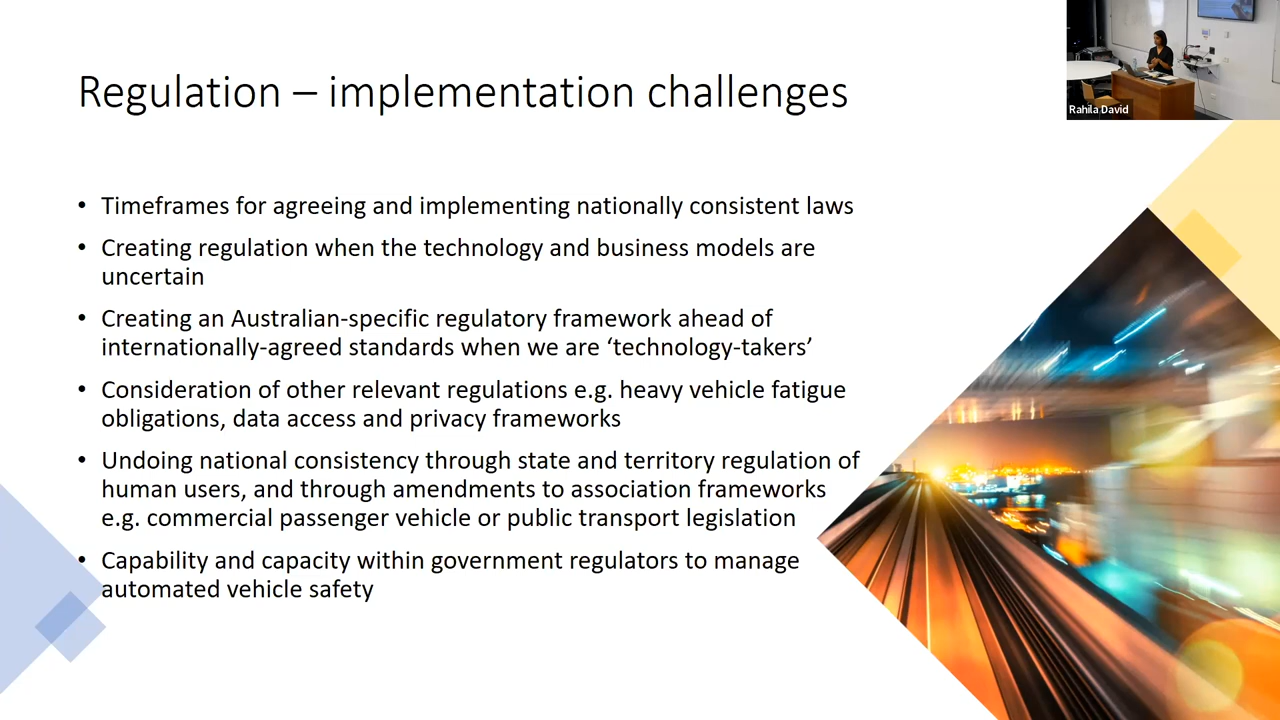 Regulation – implementation challenges
Rahila David
• Timeframes for agreeing and implementing nationally consistent laws
• Creating regulation when the technology and business models are
uncertain
• Creating an Australian-specific regulatory framework ahead of
internationally-agreed standards when we are ‘technology-takers’
• Consideration of other relevant regulations e.g. heavy vehicle fatigue
obligations, data access and privacy frameworks
• Undoing national consistency through state and territory regulation of
human users, and through amendments to association frameworks
e.g. commercial passenger vehicle or public transport legislation
• Capability and capacity within government regulators to manage
automated vehicle safety